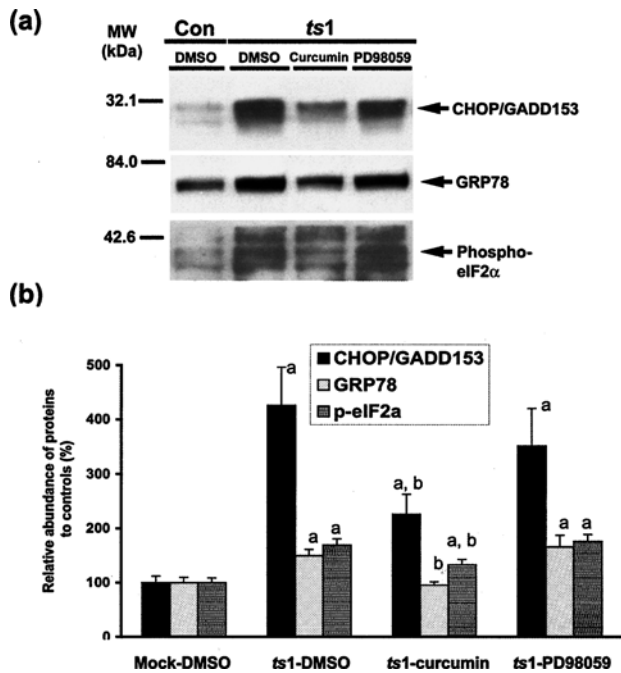 (a)
MW
(kDa)
Con
ts1
DMSO
DMSO
Curcumin
PD98059
32.1
CHOP/GADD153
84.0
GRP78
42.6
Phospho-
eIF2α
(b)
Relative abundance of proteins
to controls (%)
500
400
300
200
100
0
CHOP/GADD153
GRP78
p-eIF2a
a
a
a
a, b
b
a, b
a
a
a
Mock-DMSO
ts1-DMSO
ts1-curcumin
ts1-PD98059